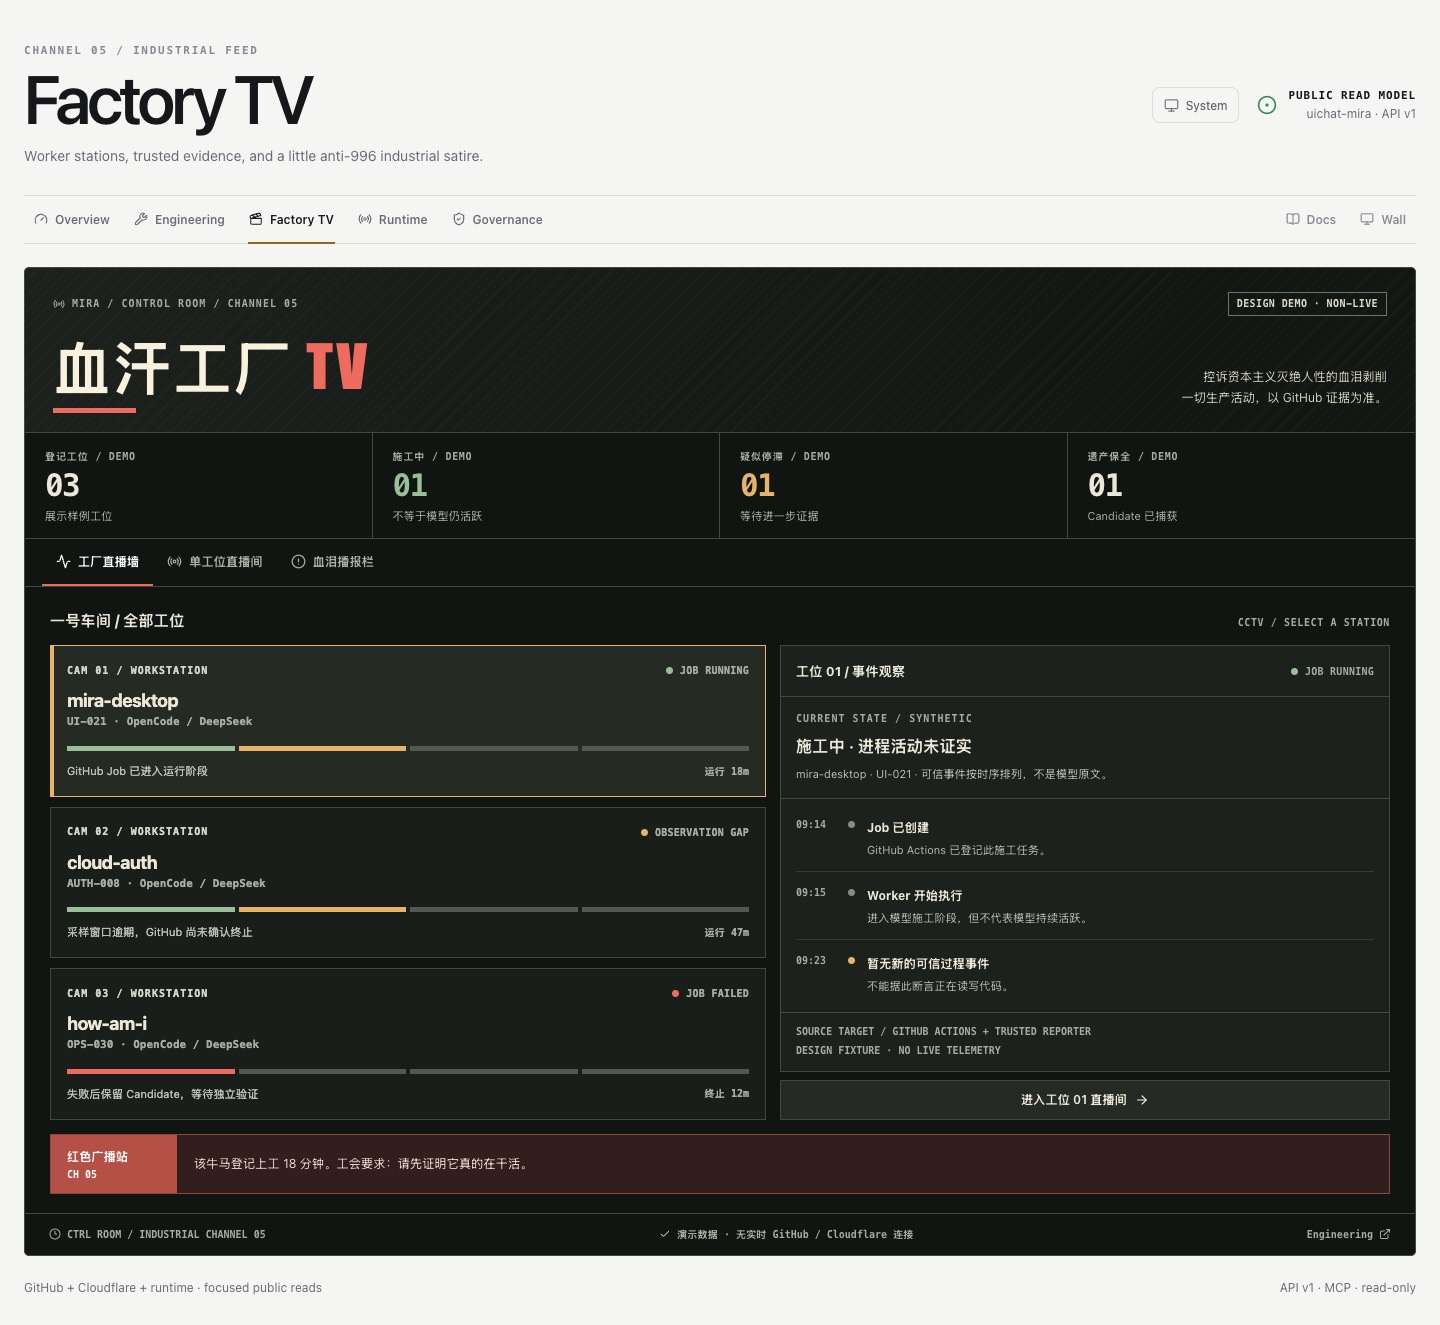 CHANNEL 05 / INDUSTRIAL FEED
Factory TV
Worker stations, trusted evidence, and a little anti-996 industrial satire.
System
PUBLIC READ MODEL
uichat-mira · API v1
Overview
Engineering
Factory TV
Runtime
Governance
Docs
Wall
MIRA / CONTROL ROOM / CHANNEL 05
DESIGN DEMO · NON-LIVE
血汗工厂 TV
控诉资本主义灭绝人性的血泪剥削
一切生产活动，以 GitHub 证据为准。
登记工位 / DEMO
03
展示样例工位
施工中 / DEMO
01
不等于模型仍活跃
疑似停滞 / DEMO
01
等待进一步证据
遗产保全 / DEMO
01
Candidate 已捕获
工厂直播墙
单工位直播间
血泪播报栏
一号车间 / 全部工位
CCTV / SELECT A STATION
CAM 01 / WORKSTATION
JOB RUNNING
mira-desktop
UI-021 · OpenCode / DeepSeek
GitHub Job 已进入运行阶段
运行 18m
CAM 02 / WORKSTATION
OBSERVATION GAP
cloud-auth
AUTH-008 · OpenCode / DeepSeek
采样窗口逾期，GitHub 尚未确认终止
运行 47m
CAM 03 / WORKSTATION
JOB FAILED
how-am-i
OPS-030 · OpenCode / DeepSeek
失败后保留 Candidate，等待独立验证
终止 12m
工位 01 / 事件观察
JOB RUNNING
CURRENT STATE / SYNTHETIC
施工中 · 进程活动未证实
mira-desktop · UI-021 · 可信事件按时序排列，不是模型原文。
09:14
Job 已创建
GitHub Actions 已登记此施工任务。
09:15
Worker 开始执行
进入模型施工阶段，但不代表模型持续活跃。
09:23
暂无新的可信过程事件
不能据此断言正在读写代码。
SOURCE TARGET / GITHUB ACTIONS + TRUSTED REPORTER
DESIGN FIXTURE · NO LIVE TELEMETRY
进入工位 01 直播间
红色广播站
CH 05
该牛马登记上工 18 分钟。工会要求：请先证明它真的在干活。
CTRL ROOM / INDUSTRIAL CHANNEL 05
演示数据 · 无实时 GitHub / Cloudflare 连接
Engineering
GitHub + Cloudflare + runtime · focused public reads
API v1 · MCP · read-only